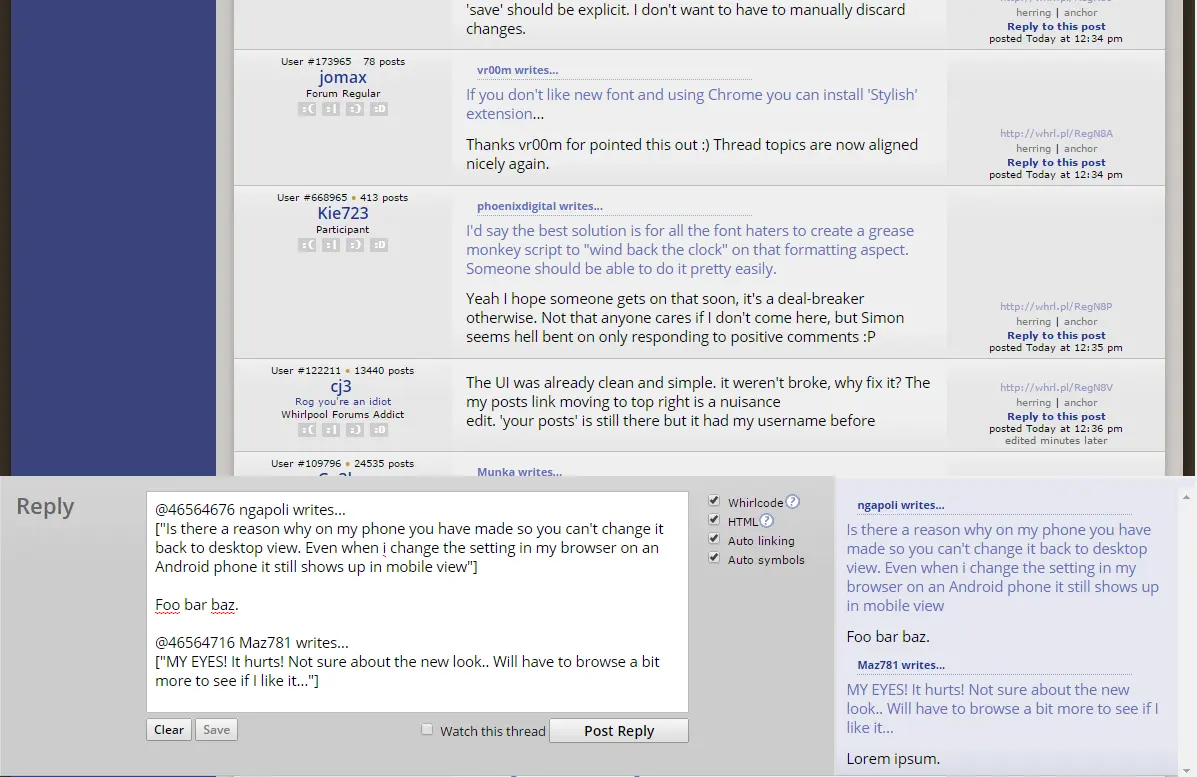 'save' should be explicit. I don't want to have to manually discard
changes.
herring | anchor
Reply to this post
posted Today at 12:34 pm
User #173965 78 posts
jomax
Forum Regular
:( :| :) :D
vr00m writes...
If you don't like new font and using Chrome you can install 'Stylish'
extension...
Thanks vr00m for pointed this out :) Thread topics are now aligned
nicely again.
http://whrl.pl/RegN8A
herring | anchor
Reply to this post
posted Today at 12:34 pm
User #668965 • 413 posts
Kie723
Participant
:( :| :) :D
phoenixdigital writes...
I'd say the best solution is for all the font haters to create a grease
monkey script to "wind back the clock" on that formatting aspect.
Someone should be able to do it pretty easily.
Yeah I hope someone gets on that soon, it's a deal-breaker
otherwise. Not that anyone cares if I don't come here, but Simon
seems hell bent on only responding to positive comments :P
http://whrl.pl/RegN8P
herring | anchor
Reply to this post
posted Today at 12:35 pm
User #122211 • 13440 posts
cj3
Rog you're an idiot
Whirlpool Forums Addict
:( :| :) :D
The UI was already clean and simple. it weren't broke, why fix it? The
my posts link moving to top right is a nuisance
edit. 'your posts' is still there but it had my username before
http://whrl.pl/RegN8V
herring | anchor
Reply to this post
posted Today at 12:36 pm
edited minutes later
User #109796 • 24535 posts
Munka writes...
Reply
@46564676 ngapoli writes...
["Is there a reason why on my phone you have made so you can't change it
back to desktop view. Even when i change the setting in my browser on an
Android phone it still shows up in mobile view"]
Foo bar baz.
@46564716 Maz781 writes...
["MY EYES! It hurts! Not sure about the new look.. Will have to browse a bit
more to see if I like it..."]
Clear
Save
Watch this thread
Post Reply
Whirlcode ?
HTML ?
Auto linking
Auto symbols
ngapoli writes...
Is there a reason why on my phone you have
made so you can't change it back to desktop
view. Even when i change the setting in my
browser on an Android phone it still shows up
in mobile view
Foo bar baz.
Maz781 writes...
MY EYES! It hurts! Not sure about the new
look.. Will have to browse a bit more to see if I
like it...
Lorem ipsum.